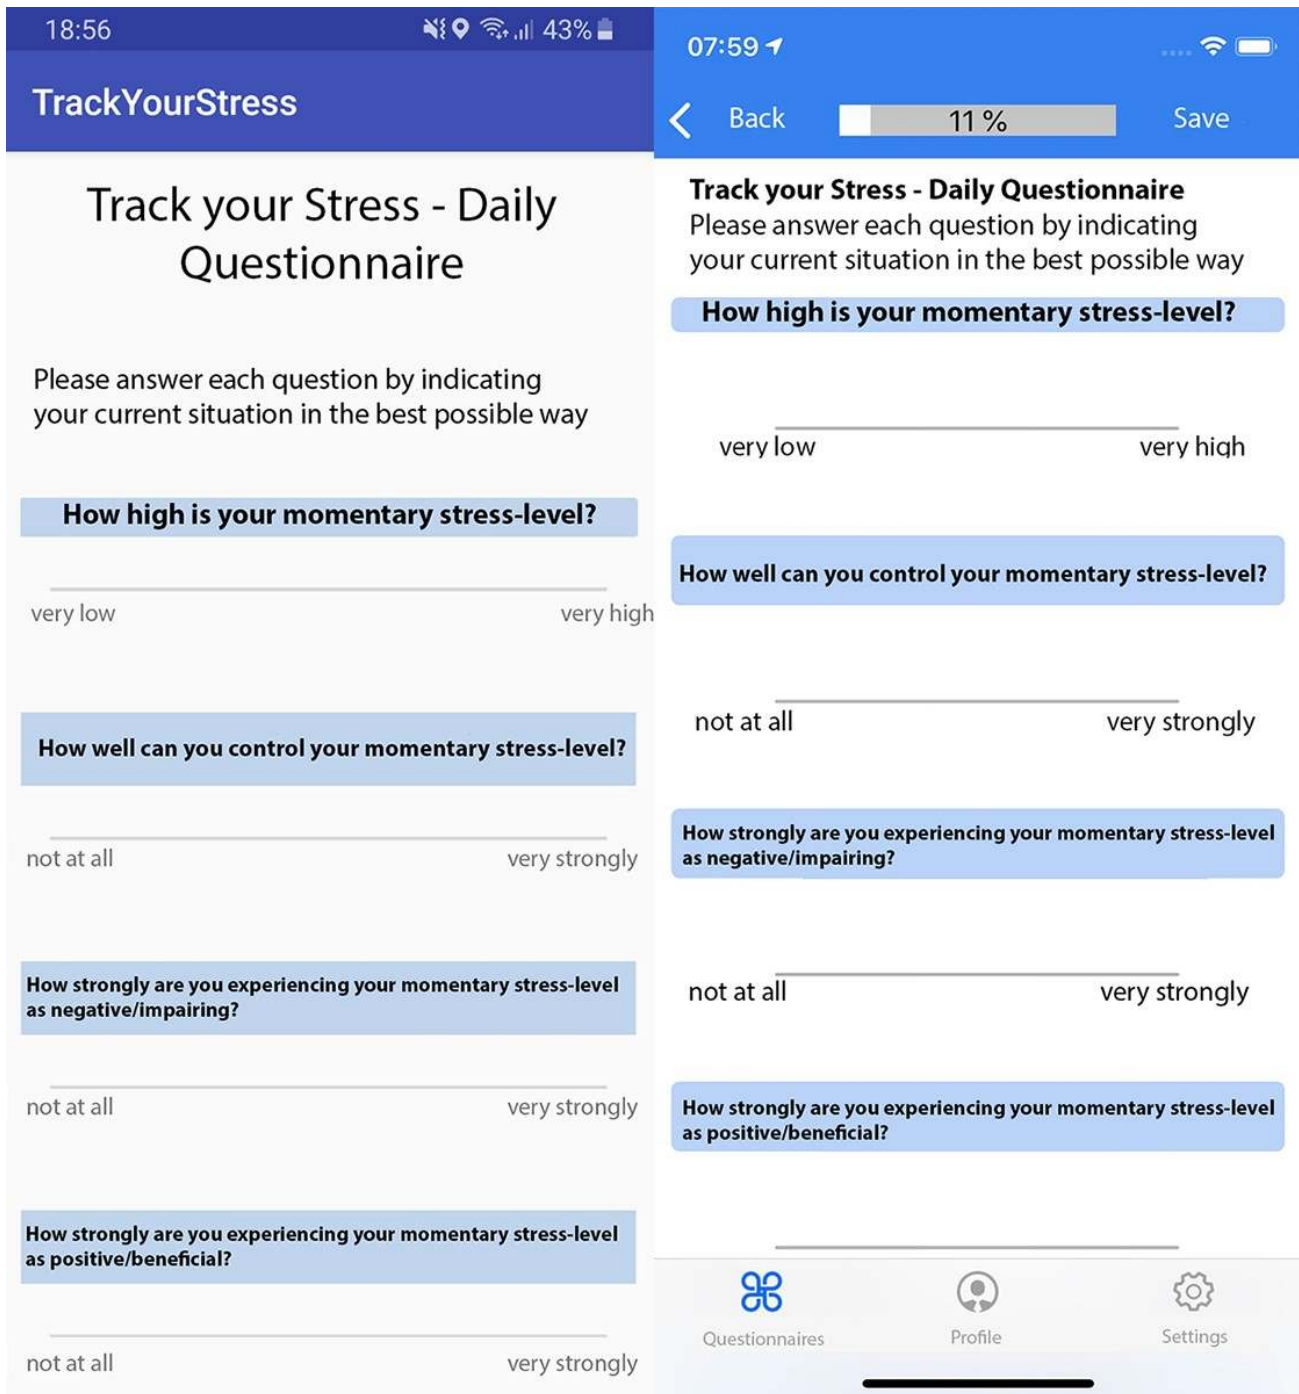 18:56
43%
TrackYourStress
Track your Stress - Daily
Questionnaire
Please answer each question by indicating
your current situation in the best possible way
How high is your momentary stress-level?
very low very high
How well can you control your momentary stress-level?
not at all very strongly
How strongly are you experiencing your momentary stress-level
as negative/impairing?
not at all very strongly
How strongly are you experiencing your momentary stress-level
as positive/beneficial?
not at all very strongly
07:59
Back 11 % Save
Track your Stress - Daily Questionnaire
Please answer each question by indicating
your current situation in the best possible way
How high is your momentary stress-level?
very low very high
How well can you control your momentary stress-level?
not at all very strongly
How strongly are you experiencing your momentary stress-level
as negative/impairing?
not at all very strongly
How strongly are you experiencing your momentary stress-level
as positive/beneficial?
Questionnaires Profile Settings